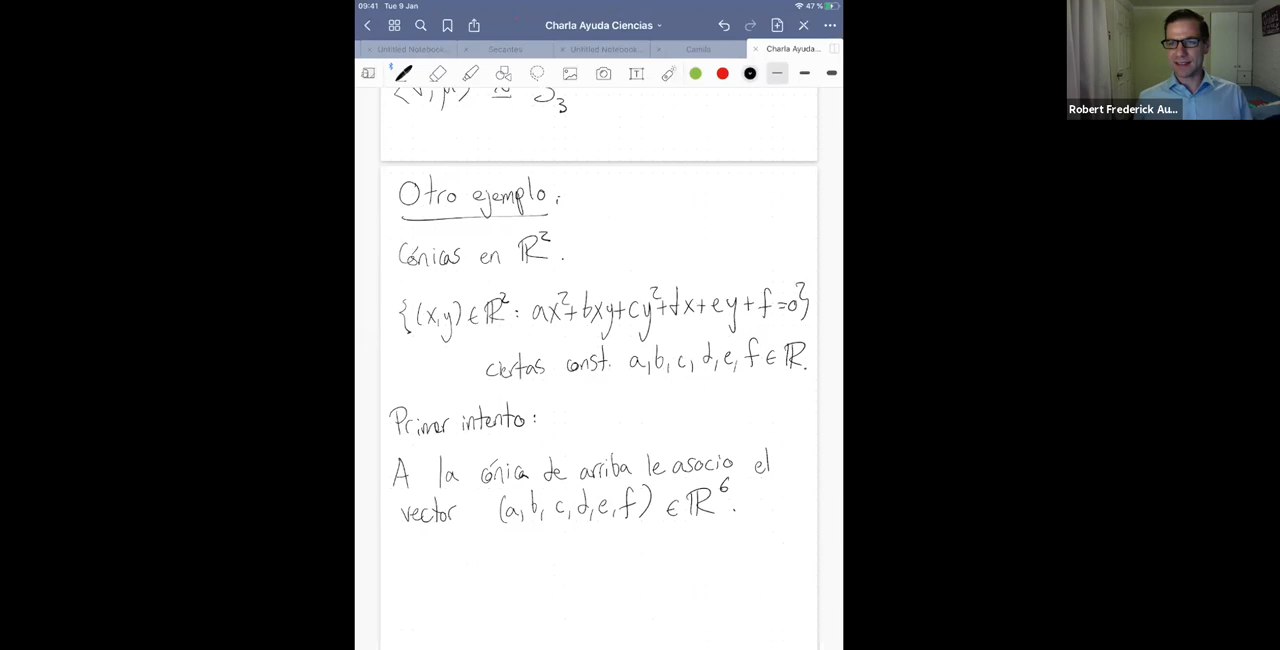 09:41 Tue 9 Jan
47 %
Charla Ayuda Ciencias
Untitled Notebook...
Secantes
Untitled Notebook...
Camila
Charla Ayuda...
Robert Frederick Au...
S₃
Otro ejemplo:
Cónicas en ℝ².
{(x,y) ∈ ℝ² : ax²+bxy+cy²+dx+ey+f=0}
ciertas const. a,b,c,d,e,f ∈ ℝ.
Primer intento:
A la cónica de arriba le asocio el
vector (a,b,c,d,e,f) ∈ ℝ⁶.